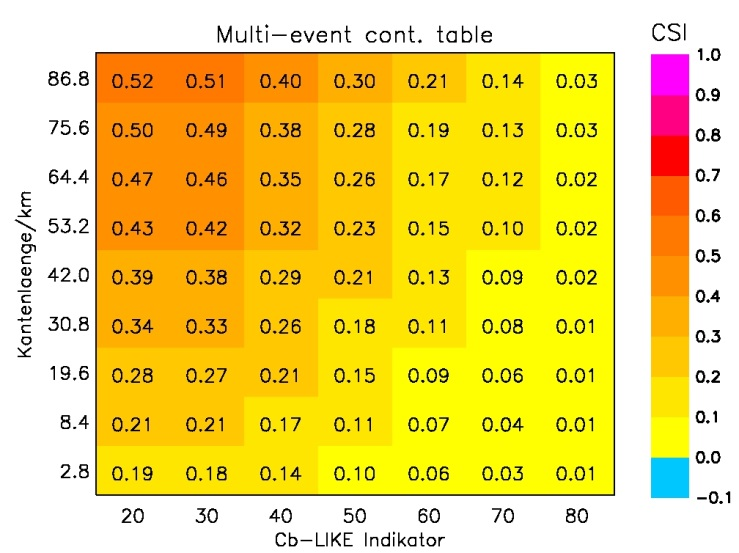 Multi-event cont. table
CSI
Kantenlaenge/km
86.8 0.52 0.51 0.40 0.30 0.21 0.14 0.03
75.6 0.50 0.49 0.38 0.28 0.19 0.13 0.03
64.4 0.47 0.46 0.35 0.26 0.17 0.12 0.02
53.2 0.43 0.42 0.32 0.23 0.15 0.10 0.02
42.0 0.39 0.38 0.29 0.21 0.13 0.09 0.02
30.8 0.34 0.33 0.26 0.18 0.11 0.08 0.01
19.6 0.28 0.27 0.21 0.15 0.09 0.06 0.01
8.4 0.21 0.21 0.17 0.11 0.07 0.04 0.01
2.8 0.19 0.18 0.14 0.10 0.06 0.03 0.01
20 30 40 50 60 70 80
Cb-LIKE Indikator
1.0
0.9
0.8
0.7
0.6
0.5
0.4
0.3
0.2
0.1
0.0
-0.1